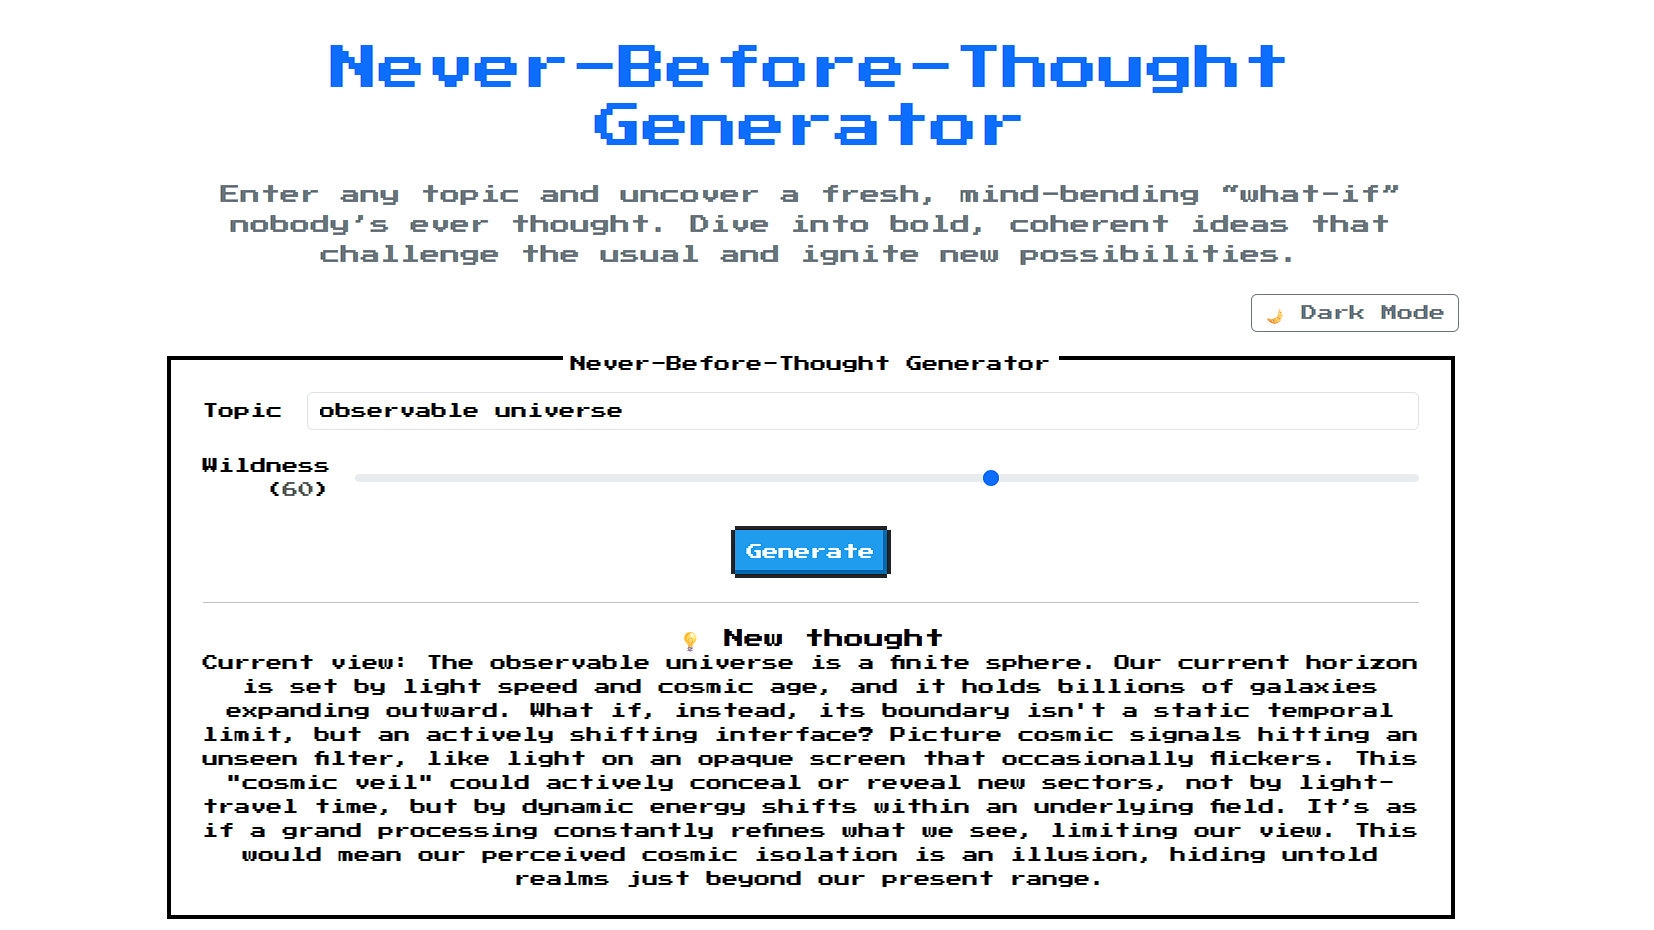 Never-Before-Thought
Generator
Enter any topic and uncover a fresh, mind-bending “what-if”
nobody’s ever thought. Dive into bold, coherent ideas that
challenge the usual and ignite new possibilities.
🌙 Dark Mode
Never-Before-Thought Generator
Topic observable universe
Wildness
(60)
Generate
💡 New thought
Current view: The observable universe is a finite sphere. Our current horizon
is set by light speed and cosmic age, and it holds billions of galaxies
expanding outward. What if, instead, its boundary isn't a static temporal
limit, but an actively shifting interface? Picture cosmic signals hitting an
unseen filter, like light on an opaque screen that occasionally flickers. This
"cosmic veil" could actively conceal or reveal new sectors, not by light-
travel time, but by dynamic energy shifts within an underlying field. It’s as
if a grand processing constantly refines what we see, limiting our view. This
would mean our perceived cosmic isolation is an illusion, hiding untold
realms just beyond our present range.